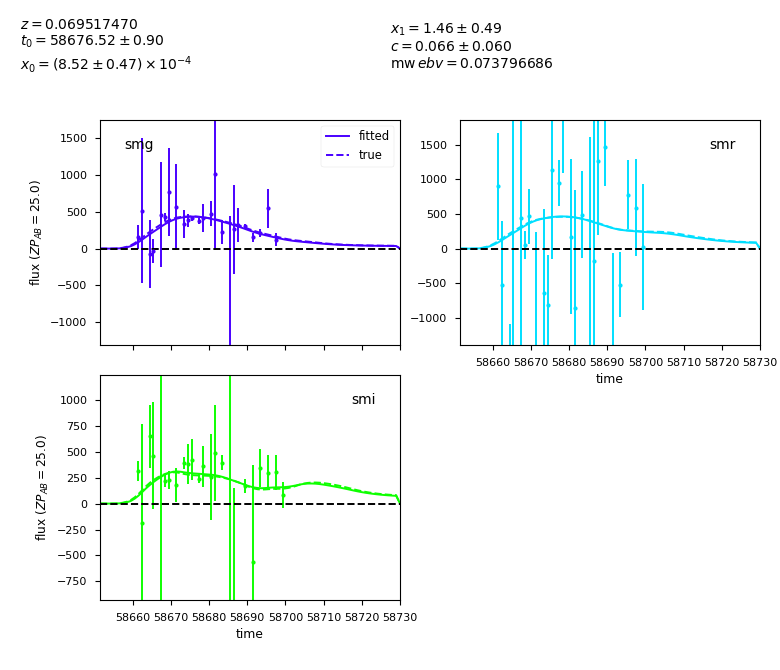 z = 0.069517470
t₀ = 58676.52 ± 0.90
x₀ = (8.52 ± 0.47) × 10⁻⁴
x₁ = 1.46 ± 0.49
c = 0.066 ± 0.060
mwebv = 0.073796686
smg
fitted
true
1500
1000
500
0
−500
−1000
flux (ZP_AB = 25.0)
smr
1500
1000
500
0
−500
−1000
58660 58670 58680 58690 58700 58710 58720 58730
time
smi
1000
750
500
250
0
−250
−500
−750
flux (ZP_AB = 25.0)
58660 58670 58680 58690 58700 58710 58720 58730
time